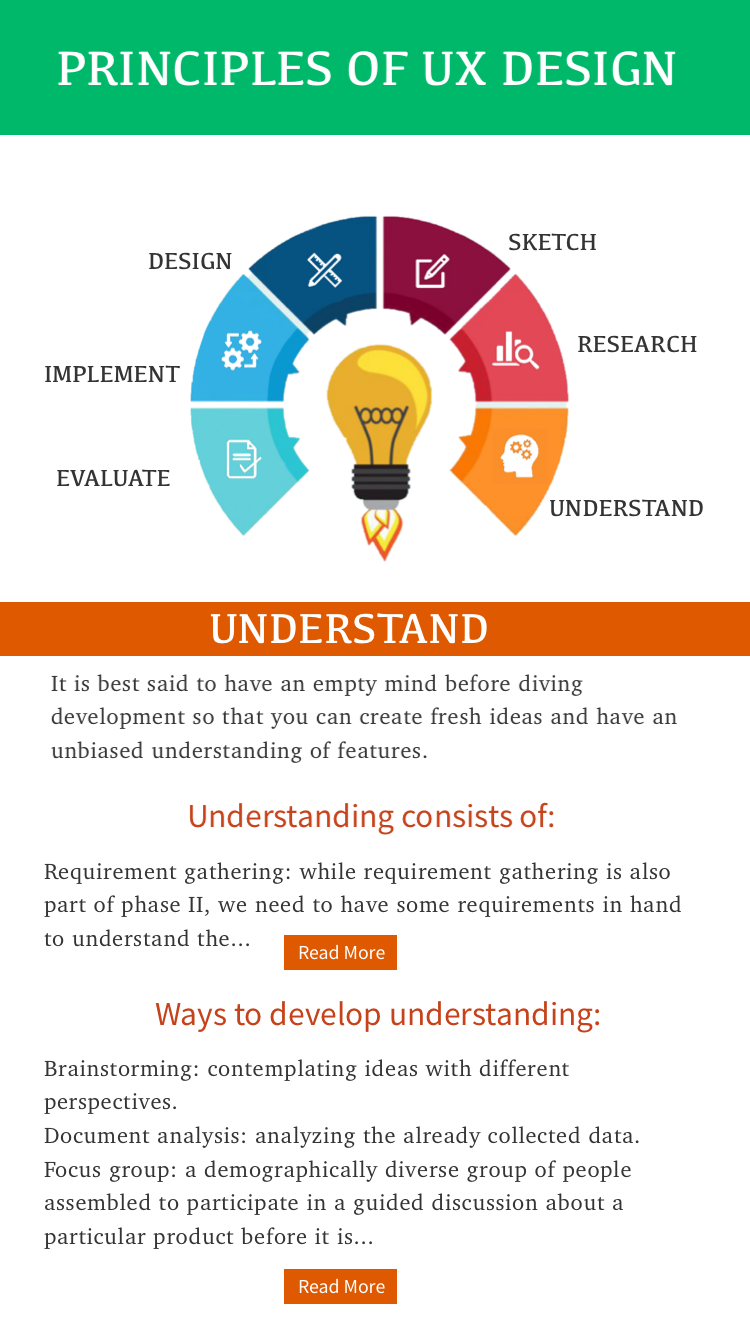 PRINCIPLES OF UX DESIGN
SKETCH
DESIGN
RESEARCH
IMPLEMENT
EVALUATE
UNDERSTAND
UNDERSTAND
It is best said to have an empty mind before diving
development so that you can create fresh ideas and have an
unbiased understanding of features.
Understanding consists of:
Requirement gathering: while requirement gathering is also
part of phase II, we need to have some requirements in hand
to understand the...
Read More
Ways to develop understanding:
Brainstorming: contemplating ideas with different
perspectives.
Document analysis: analyzing the already collected data.
Focus group: a demographically diverse group of people
assembled to participate in a guided discussion about a
particular product before it is...
Read More